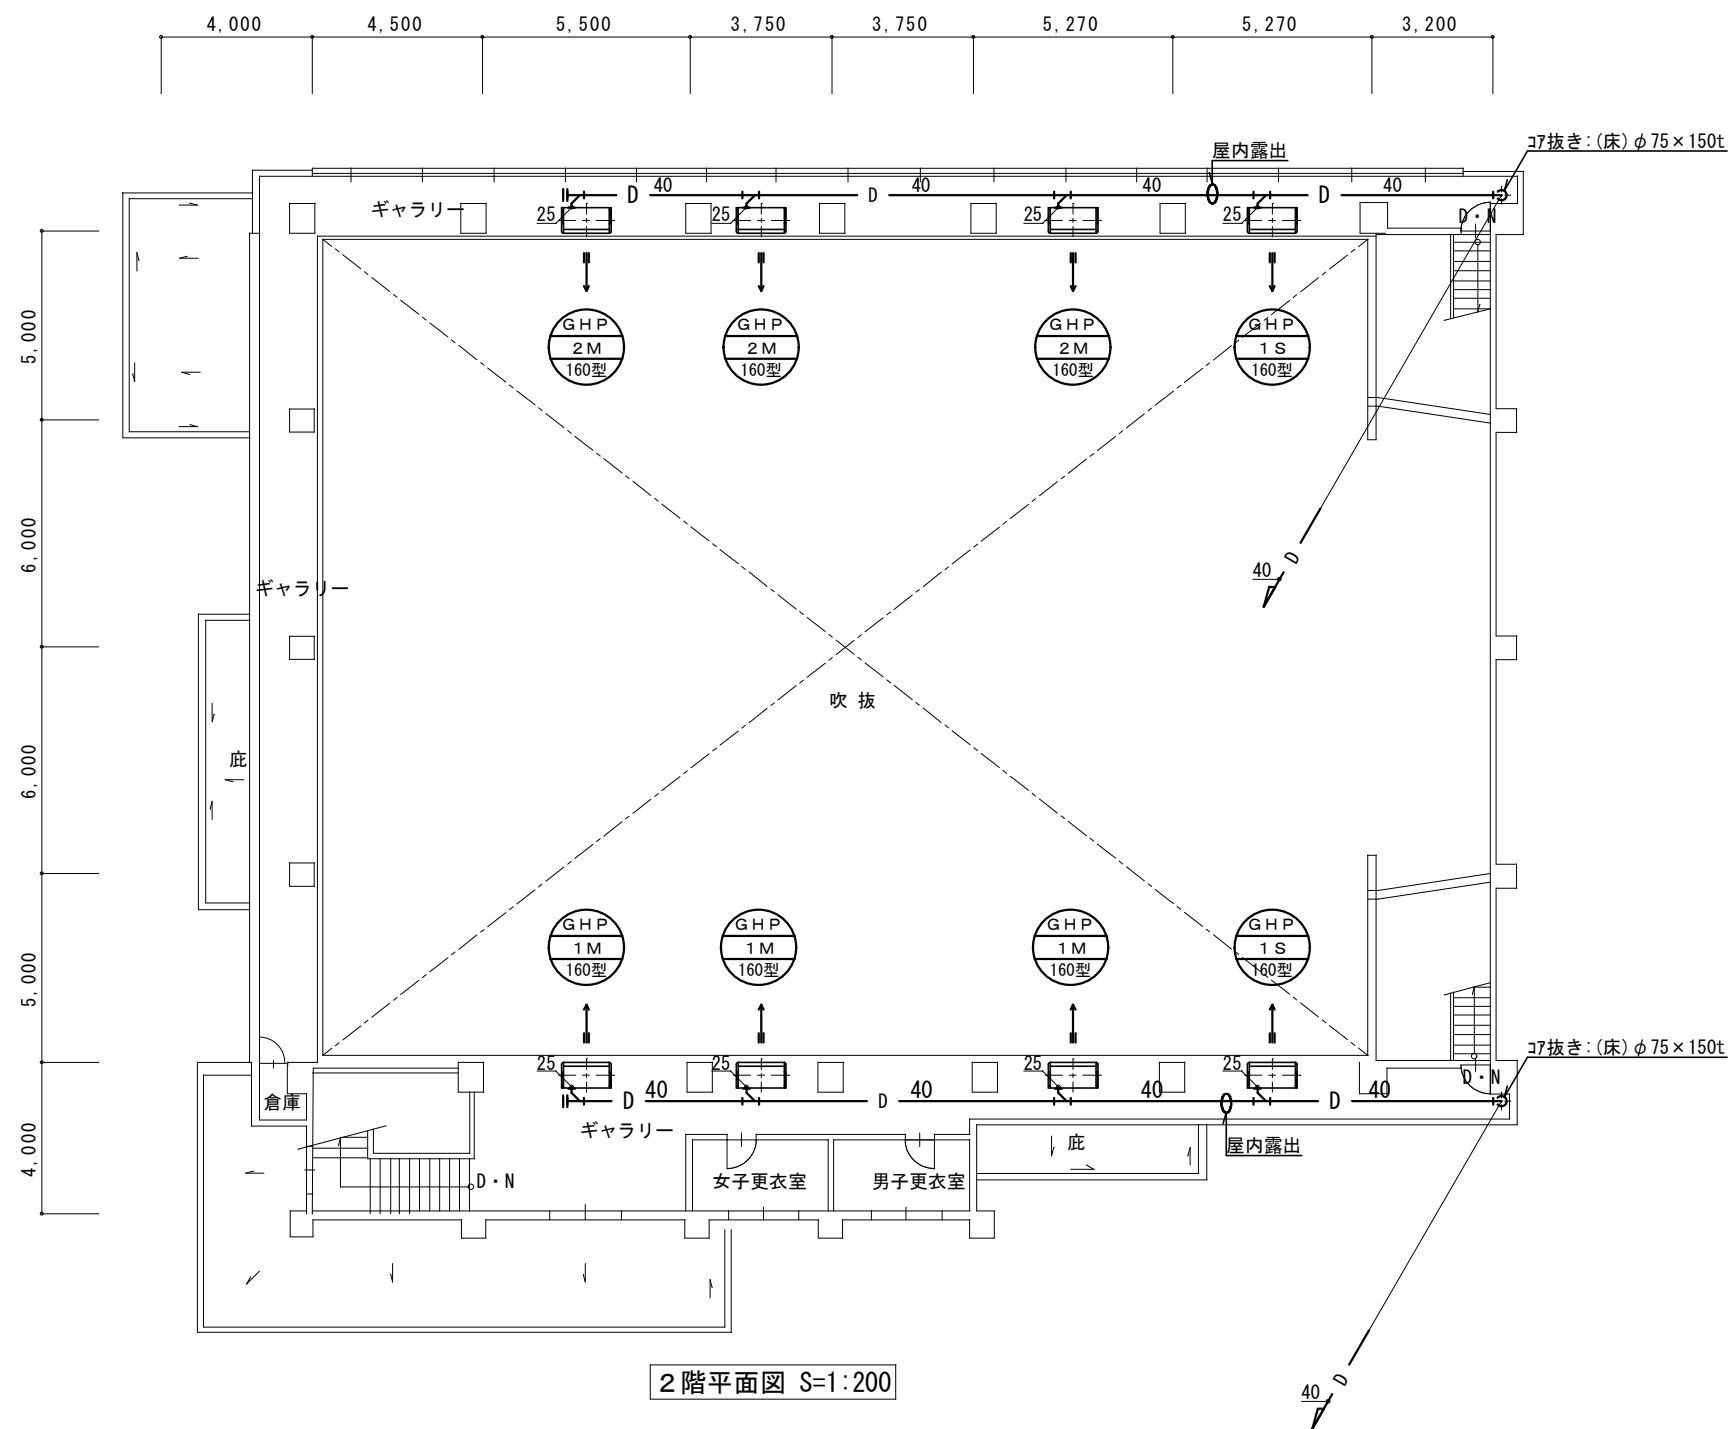 4,000 4,500 5,500 3,750 3,750 5,270 5,270 3,200
コア抜き:(床)φ75×150t
屋内露出
D 40 D 40 40 D 40
ギャラリー
25 25 25 25
D・N
5,000
GHP GHP GHP GHP
2M 2M 2M 1S
160型 160型 160型 160型
6,000
D
40
ギャラリー
吹 抜
6,000
庇
GHP GHP GHP GHP
1M 1M 1M 1S
160型 160型 160型 160型
5,000
コア抜き:(床)φ75×150t
25 25 25 25
D・N
D 40 D 40 40 D 40
倉庫
ギャラリー
屋内露出
庇
4,000
D・N
女子更衣室 男子更衣室
2階平面図 S=1:200
D
40